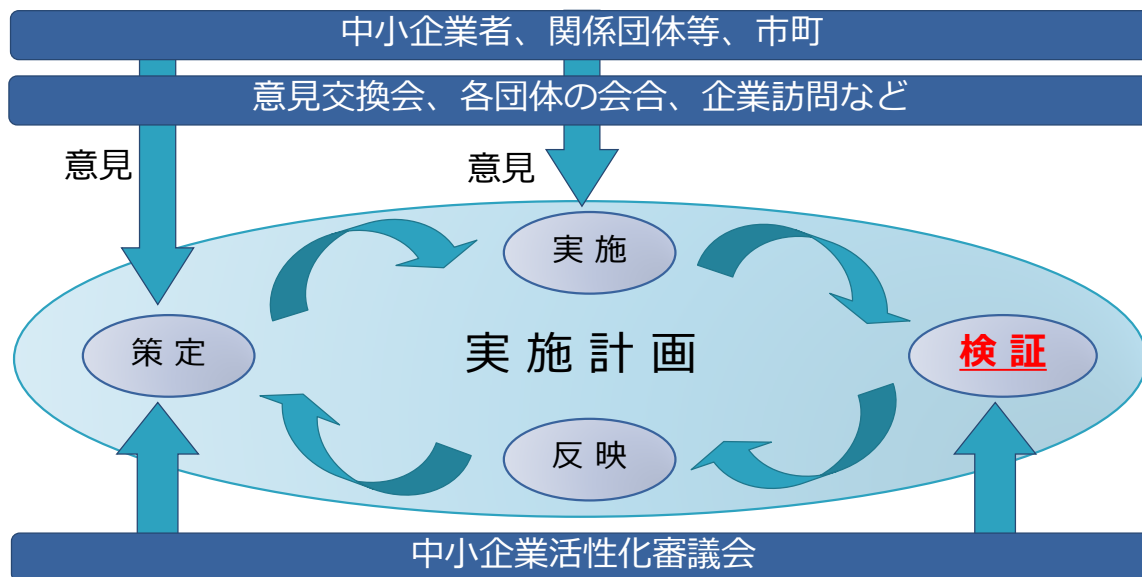 中小企業者、関係団体等、市町
意見交換会、各団体の会合、企業訪問など
意見
意見
実 施
策 定
実 施 計 画
検 証
反 映
中小企業活性化審議会